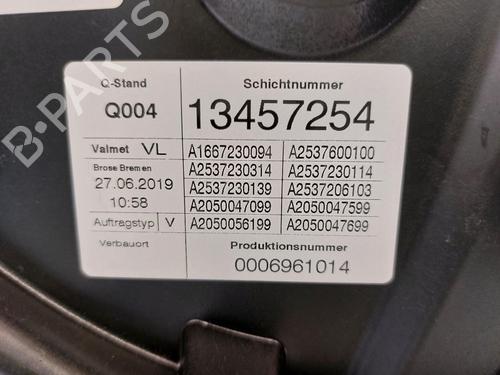 Q-Stand Schichtnummer
Q004 13457254
Valmet VL A1667230094 A2537600100
Brose Bremen A2537230314 A2537230114
27.06.2019 A2537230139 A2537206103
10:58 A2050047099 A2050047599
Auftragstyp V A2050056199 A2050047699
Verbauort Produktionsnummer
0006961014
B-PARTS